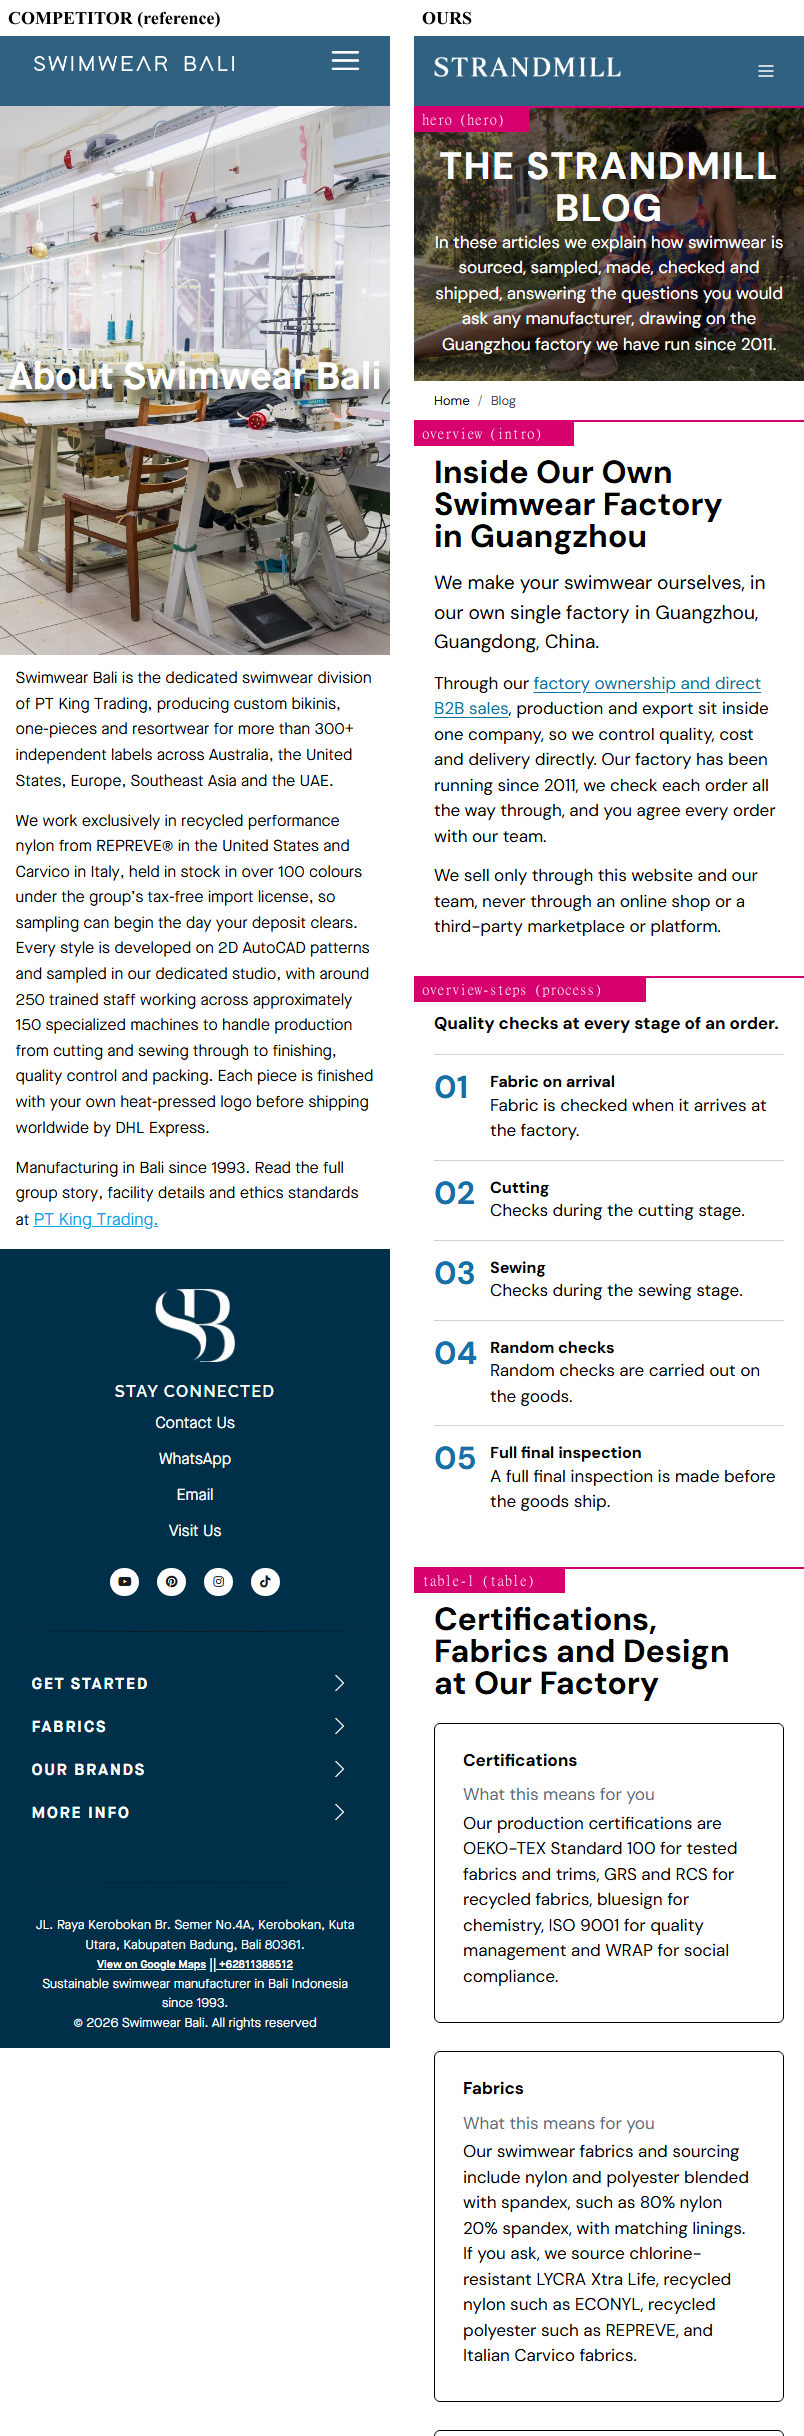 COMPETITOR (reference)
SWIMWEAR BALI
About Swimwear Bali
Swimwear Bali is the dedicated swimwear division
of PT King Trading, producing custom bikinis,
one-pieces and resortwear for more than 300+
independent labels across Australia, the United
States, Europe, Southeast Asia and the UAE.
We work exclusively in recycled performance
nylon from REPREVE® in the United States and
Carvico in Italy, held in stock in over 100 colours
under the group's tax-free import license, so
sampling can begin the day your deposit clears.
Every style is developed on 2D AutoCAD patterns
and sampled in our dedicated studio, with around
250 trained staff working across approximately
150 specialized machines to handle production
from cutting and sewing through to finishing,
quality control and packing. Each piece is finished
with your own heat-pressed logo before shipping
worldwide by DHL Express.
Manufacturing in Bali since 1993. Read the full
group story, facility details and ethics standards
at PT King Trading.
SB
STAY CONNECTED
Contact Us
WhatsApp
Email
Visit Us
GET STARTED
FABRICS
OUR BRANDS
MORE INFO
JL. Raya Kerobokan Br. Semer No.4A, Kerobokan, Kuta
Utara, Kabupaten Badung, Bali 80361.
View on Google Maps || +62811388512
Sustainable swimwear manufacturer in Bali Indonesia
since 1993.
© 2026 Swimwear Bali. All rights reserved
OURS
STRANDMILL
hero (hero)
THE STRANDMILL
BLOG
In these articles we explain how swimwear is
sourced, sampled, made, checked and
shipped, answering the questions you would
ask any manufacturer, drawing on the
Guangzhou factory we have run since 2011.
Home / Blog
overview (intro)
Inside Our Own
Swimwear Factory
in Guangzhou
We make your swimwear ourselves, in
our own single factory in Guangzhou,
Guangdong, China.
Through our factory ownership and direct
B2B sales, production and export sit inside
one company, so we control quality, cost
and delivery directly. Our factory has been
running since 2011, we check each order all
the way through, and you agree every order
with our team.
We sell only through this website and our
team, never through an online shop or a
third-party marketplace or platform.
overview-steps (process)
Quality checks at every stage of an order.
01 Fabric on arrival
Fabric is checked when it arrives at
the factory.
02 Cutting
Checks during the cutting stage.
03 Sewing
Checks during the sewing stage.
04 Random checks
Random checks are carried out on
the goods.
05 Full final inspection
A full final inspection is made before
the goods ship.
table-1 (table)
Certifications,
Fabrics and Design
at Our Factory
Certifications
What this means for you
Our production certifications are
OEKO-TEX Standard 100 for tested
fabrics and trims, GRS and RCS for
recycled fabrics, bluesign for
chemistry, ISO 9001 for quality
management and WRAP for social
compliance.
Fabrics
What this means for you
Our swimwear fabrics and sourcing
include nylon and polyester blended
with spandex, such as 80% nylon
20% spandex, with matching linings.
If you ask, we source chlorine-
resistant LYCRA Xtra Life, recycled
nylon such as ECONYL, recycled
polyester such as REPREVE, and
Italian Carvico fabrics.